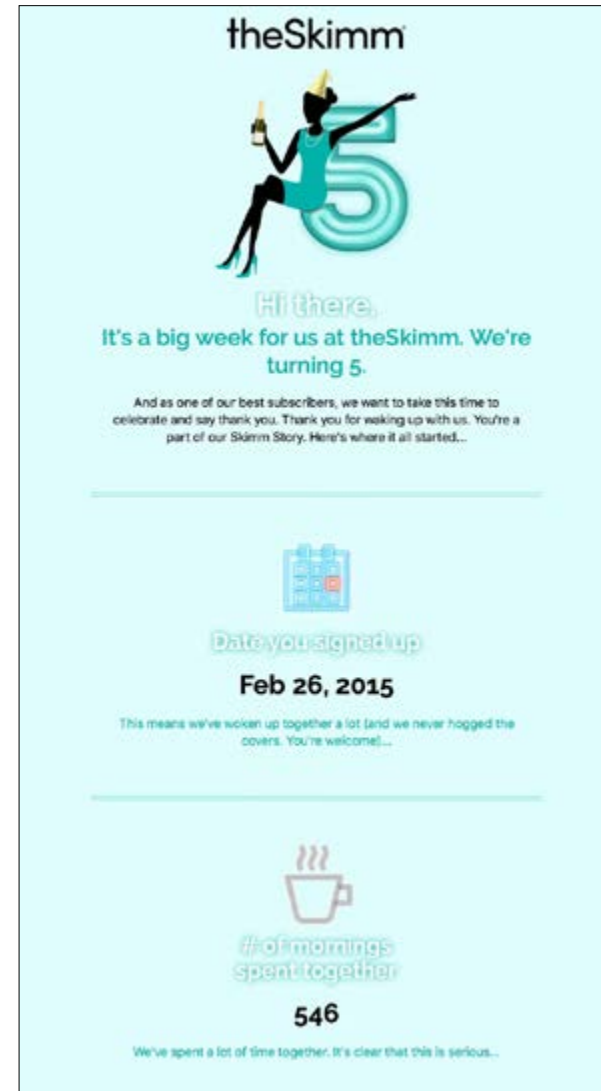 theSkimm
5
Hi there.
It's a big week for us at theSkimm. We're
turning 5.
And as one of our best subscribers, we want to take this time to
celebrate and say thank you. Thank you for waking up with us. You're a
part of our Skimm Story. Here's where it all started...
Date you signed up
Feb 26, 2015
This means we've woken up together a lot (and we never hogged the
covers. You're welcome)...
# of mornings
spent together
546
We've spent a lot of time together. It's clear that this is serious...